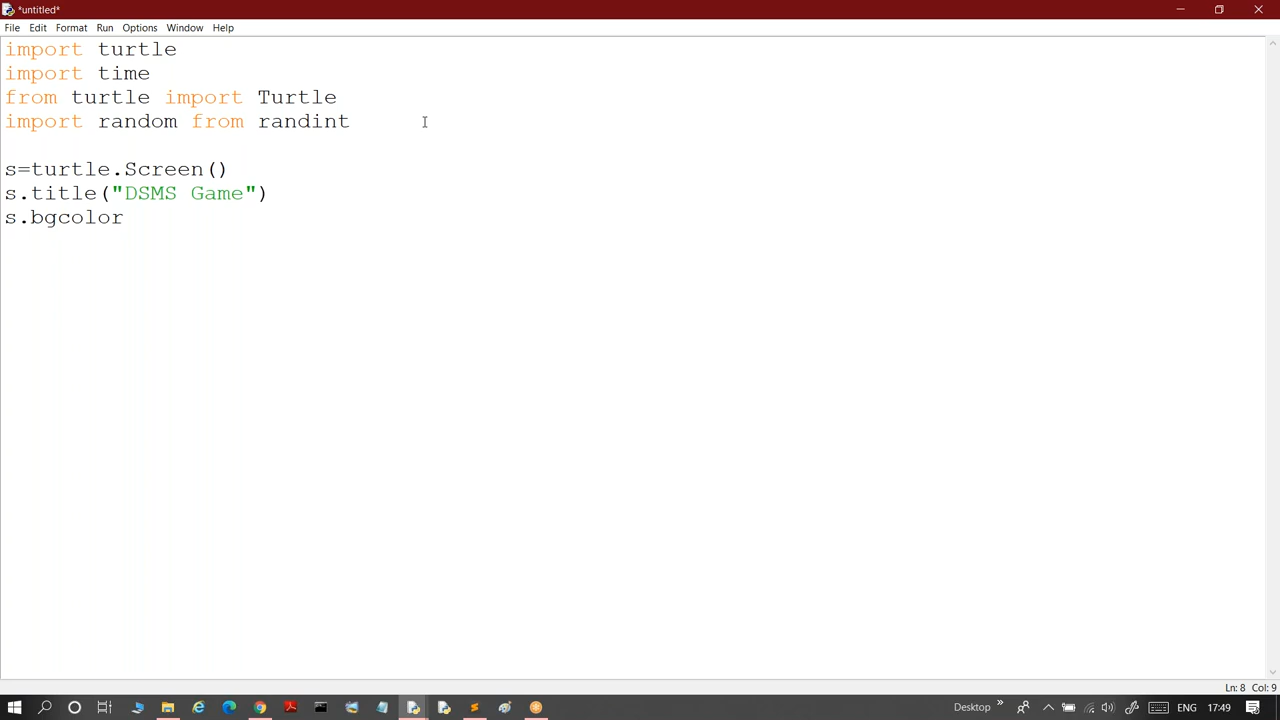 *untitled*
File Edit Format Run Options Window Help
import turtle
import time
from turtle import Turtle
import random from randint
s=turtle.Screen()
s.title("DSMS Game")
s.bgcolor
Ln: 8 Col: 9
Desktop » ENG 17:49